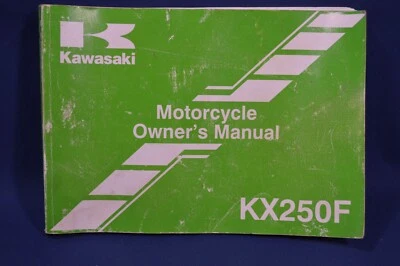 Kawasaki
Motorcycle
Owner's Manual
KX250F